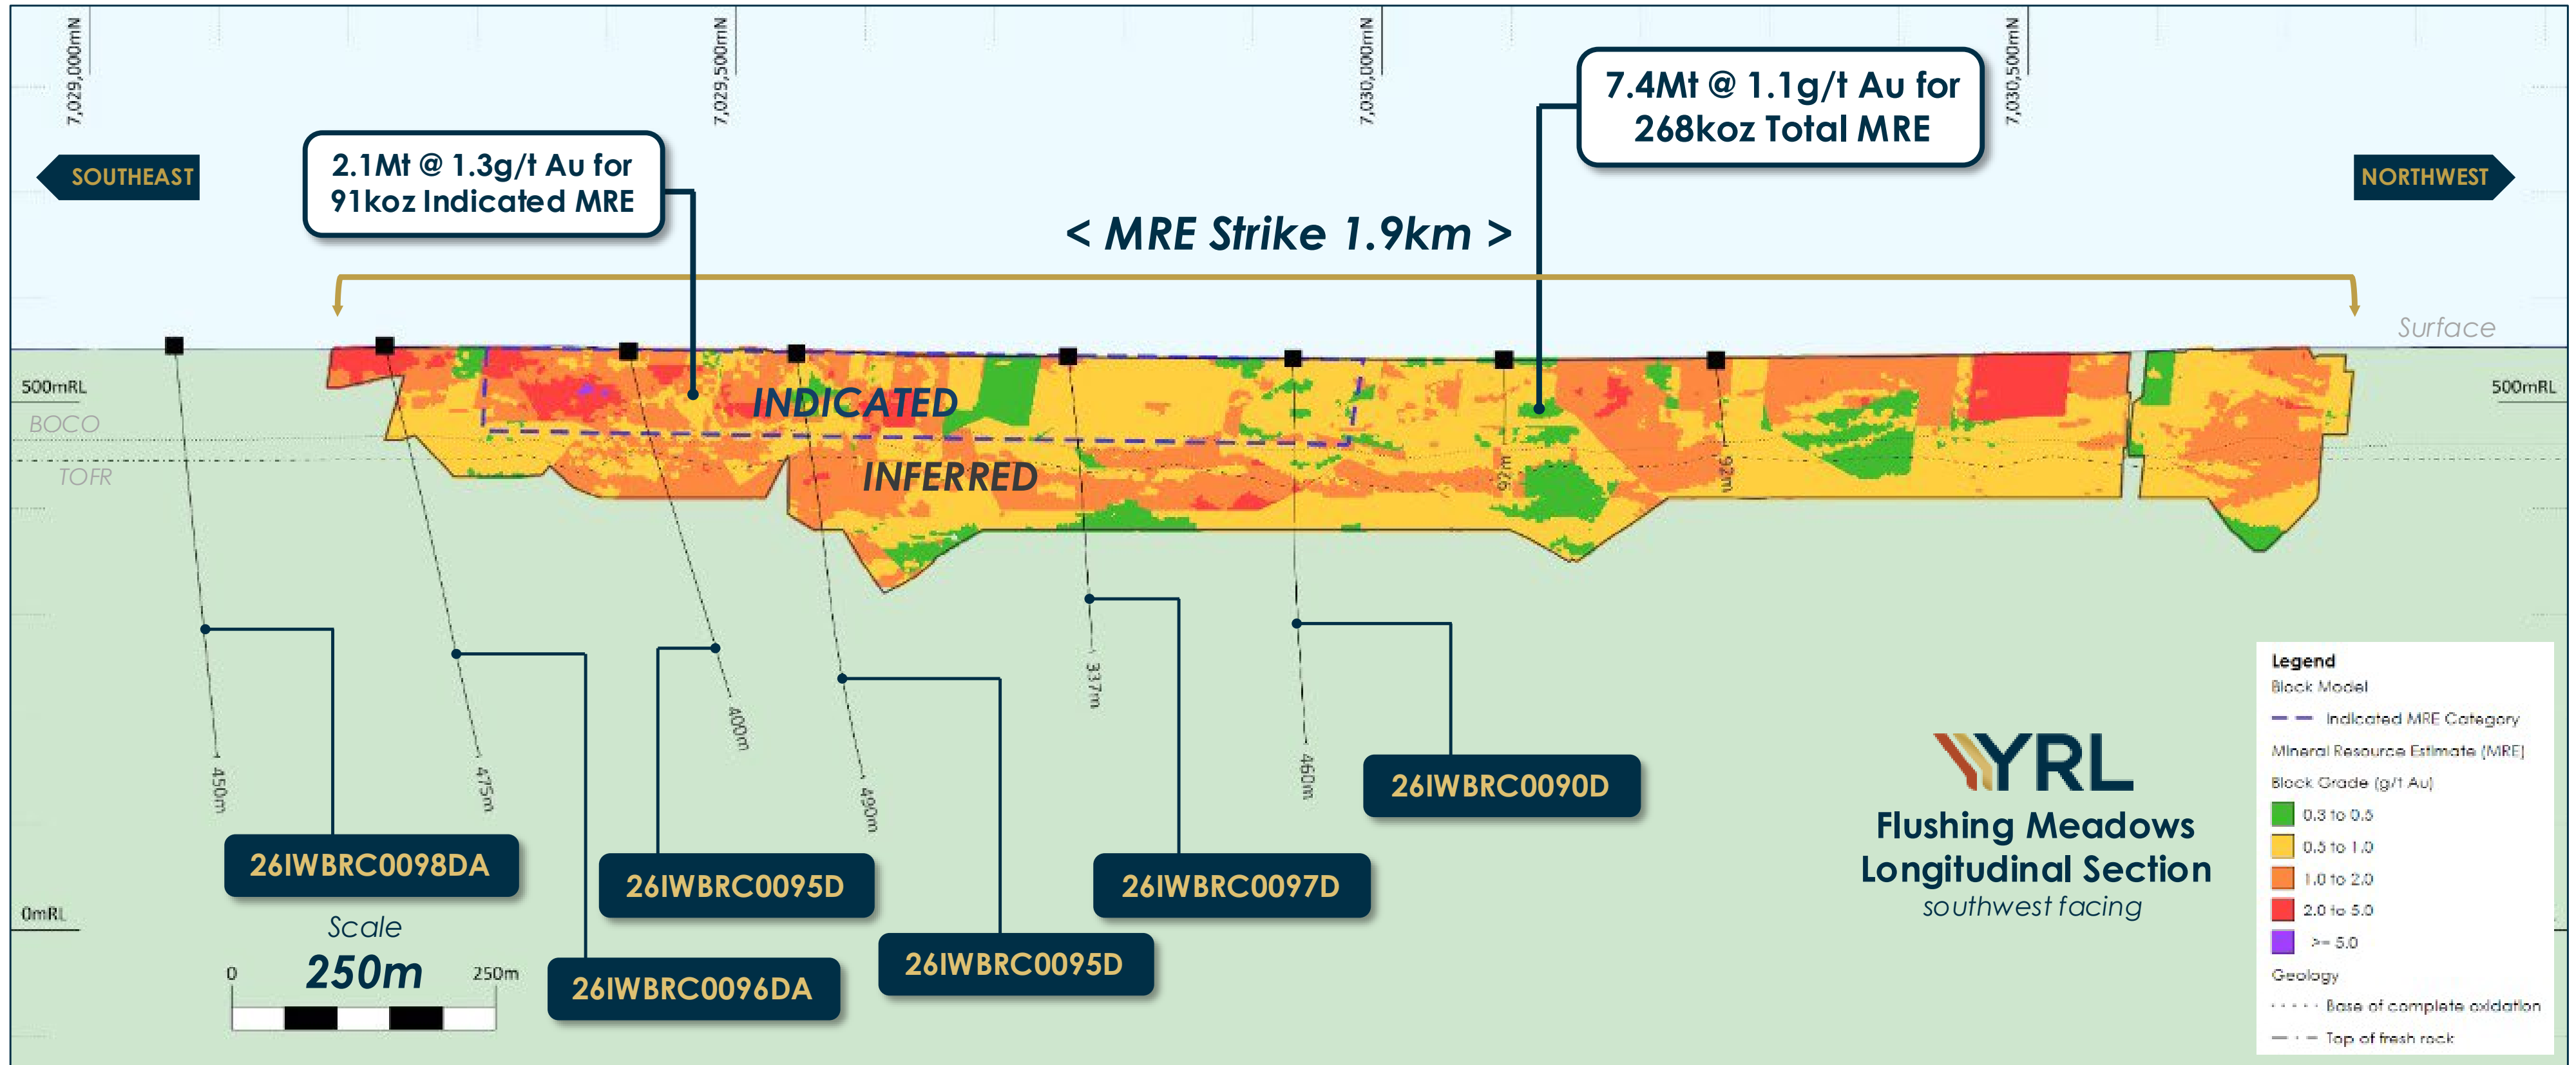 7,029,000mN
7,029,500mN
7,030,000mN
7,030,500mN
2.1Mt @ 1.3g/t Au for
91koz Indicated MRE
7.4Mt @ 1.1g/t Au for
268koz Total MRE
SOUTHEAST
NORTHWEST
< MRE Strike 1.9km >
Surface
500mRL
500mRL
BOCO
TOFR
INDICATED
INFERRED
92m
92m
337m
400m
450m
475m
490m
460m
26IWBRC0098DA
26IWBRC0096DA
26IWBRC0095D
26IWBRC0095D
26IWBRC0097D
26IWBRC0090D
0mRL
Scale
250m
0
250m
YRL
Flushing Meadows
Longitudinal Section
southwest facing
Legend
Block Model
Indicated MRE Category
Mineral Resource Estimate (MRE)
Block Grade (g/t Au)
0.3 to 0.5
0.5 to 1.0
1.0 to 2.0
2.0 to 5.0
>= 5.0
Geology
Base of complete oxidation
Top of fresh rock